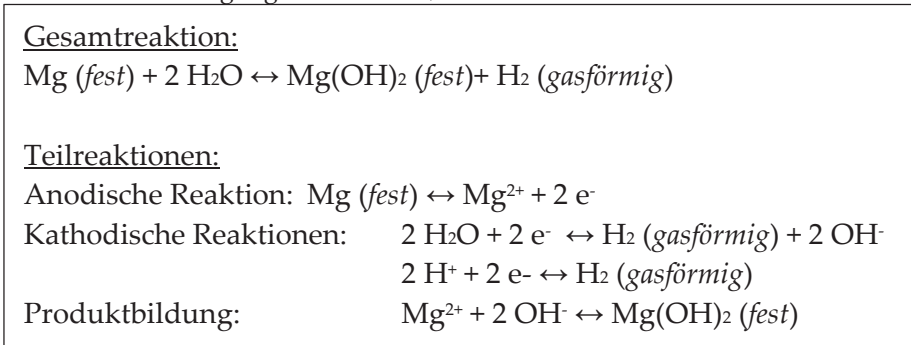 Gesamtreaktion:
Mg (fest) + 2 H₂O ↔ Mg(OH)₂ (fest)+ H₂ (gasförmig)
Teilreaktionen:
Anodische Reaktion: Mg (fest) ↔ Mg²⁺ + 2 e⁻
Kathodische Reaktionen: 2 H₂O + 2 e⁻ ↔ H₂ (gasförmig) + 2 OH⁻
2 H⁺ + 2 e- ↔ H₂ (gasförmig)
Produktbildung: Mg²⁺ + 2 OH⁻ ↔ Mg(OH)₂ (fest)